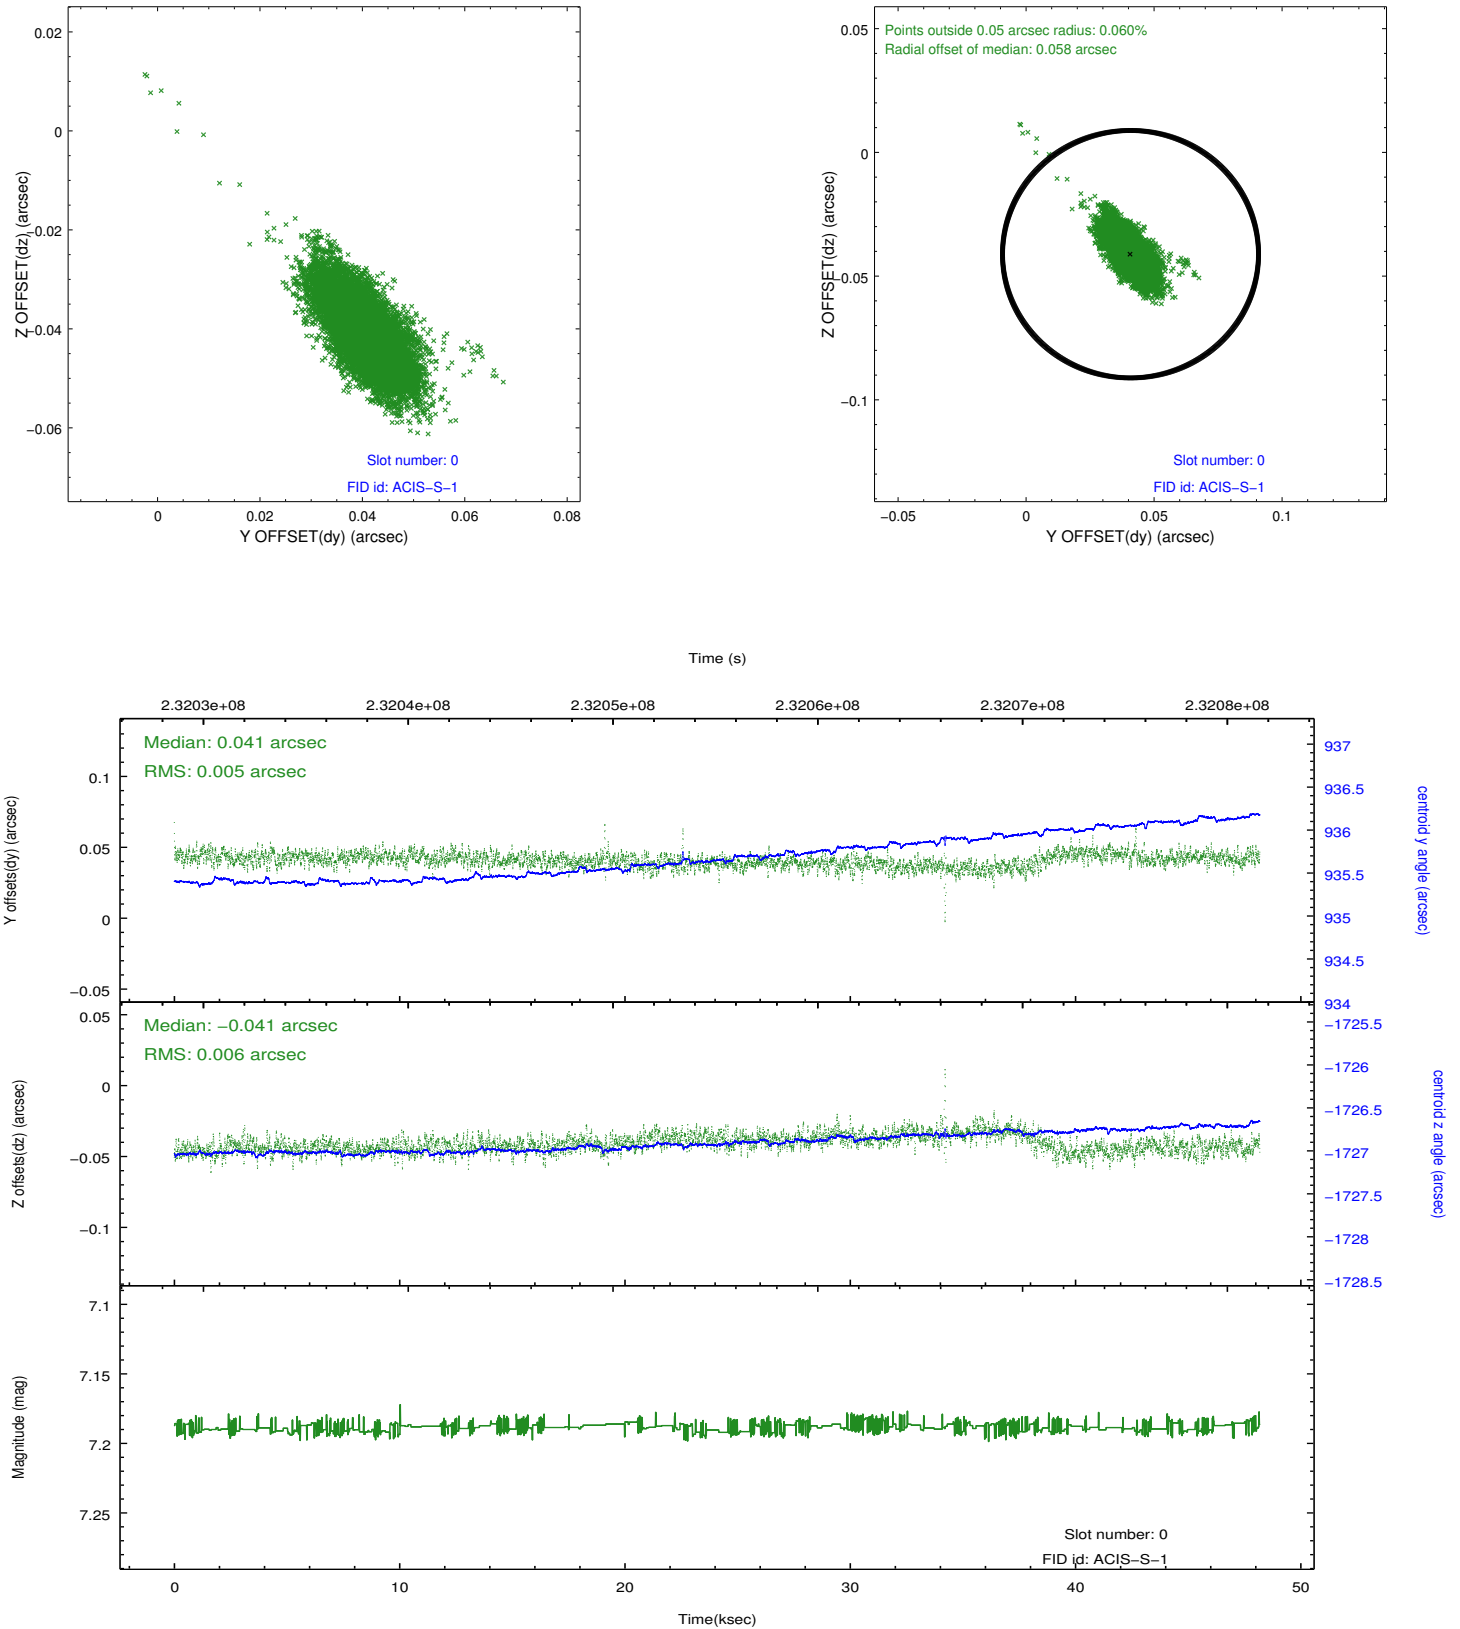 0.02
0
−0.02
−0.04
−0.06
Z OFFSET(dz) (arcsec)
Slot number: 0
FID id: ACIS−S−1
0 0.02 0.04 0.06 0.08
Y OFFSET(dy) (arcsec)
Points outside 0.05 arcsec radius: 0.060%
Radial offset of median: 0.058 arcsec
0.05
0
−0.05
−0.1
Z OFFSET(dz) (arcsec)
Slot number: 0
FID id: ACIS−S−1
−0.05 0 0.05 0.1
Y OFFSET(dy) (arcsec)
Time (s)
2.3203e+08 2.3204e+08 2.3205e+08 2.3206e+08 2.3207e+08 2.3208e+08
Median: 0.041 arcsec
RMS: 0.005 arcsec
0.1
0.05
0
−0.05
Y offsets(dy) (arcsec)
937
936.5
936
935.5
935
934.5
934
centroid y angle (arcsec)
Median: −0.041 arcsec
RMS: 0.006 arcsec
0.05
0
−0.05
−0.1
Z offsets(dz) (arcsec)
−1725.5
−1726
−1726.5
−1727
−1727.5
−1728
−1728.5
centroid z angle (arcsec)
7.1
7.15
7.2
7.25
Magnitude (mag)
Slot number: 0
FID id: ACIS−S−1
0 10 20 30 40 50
Time(ksec)